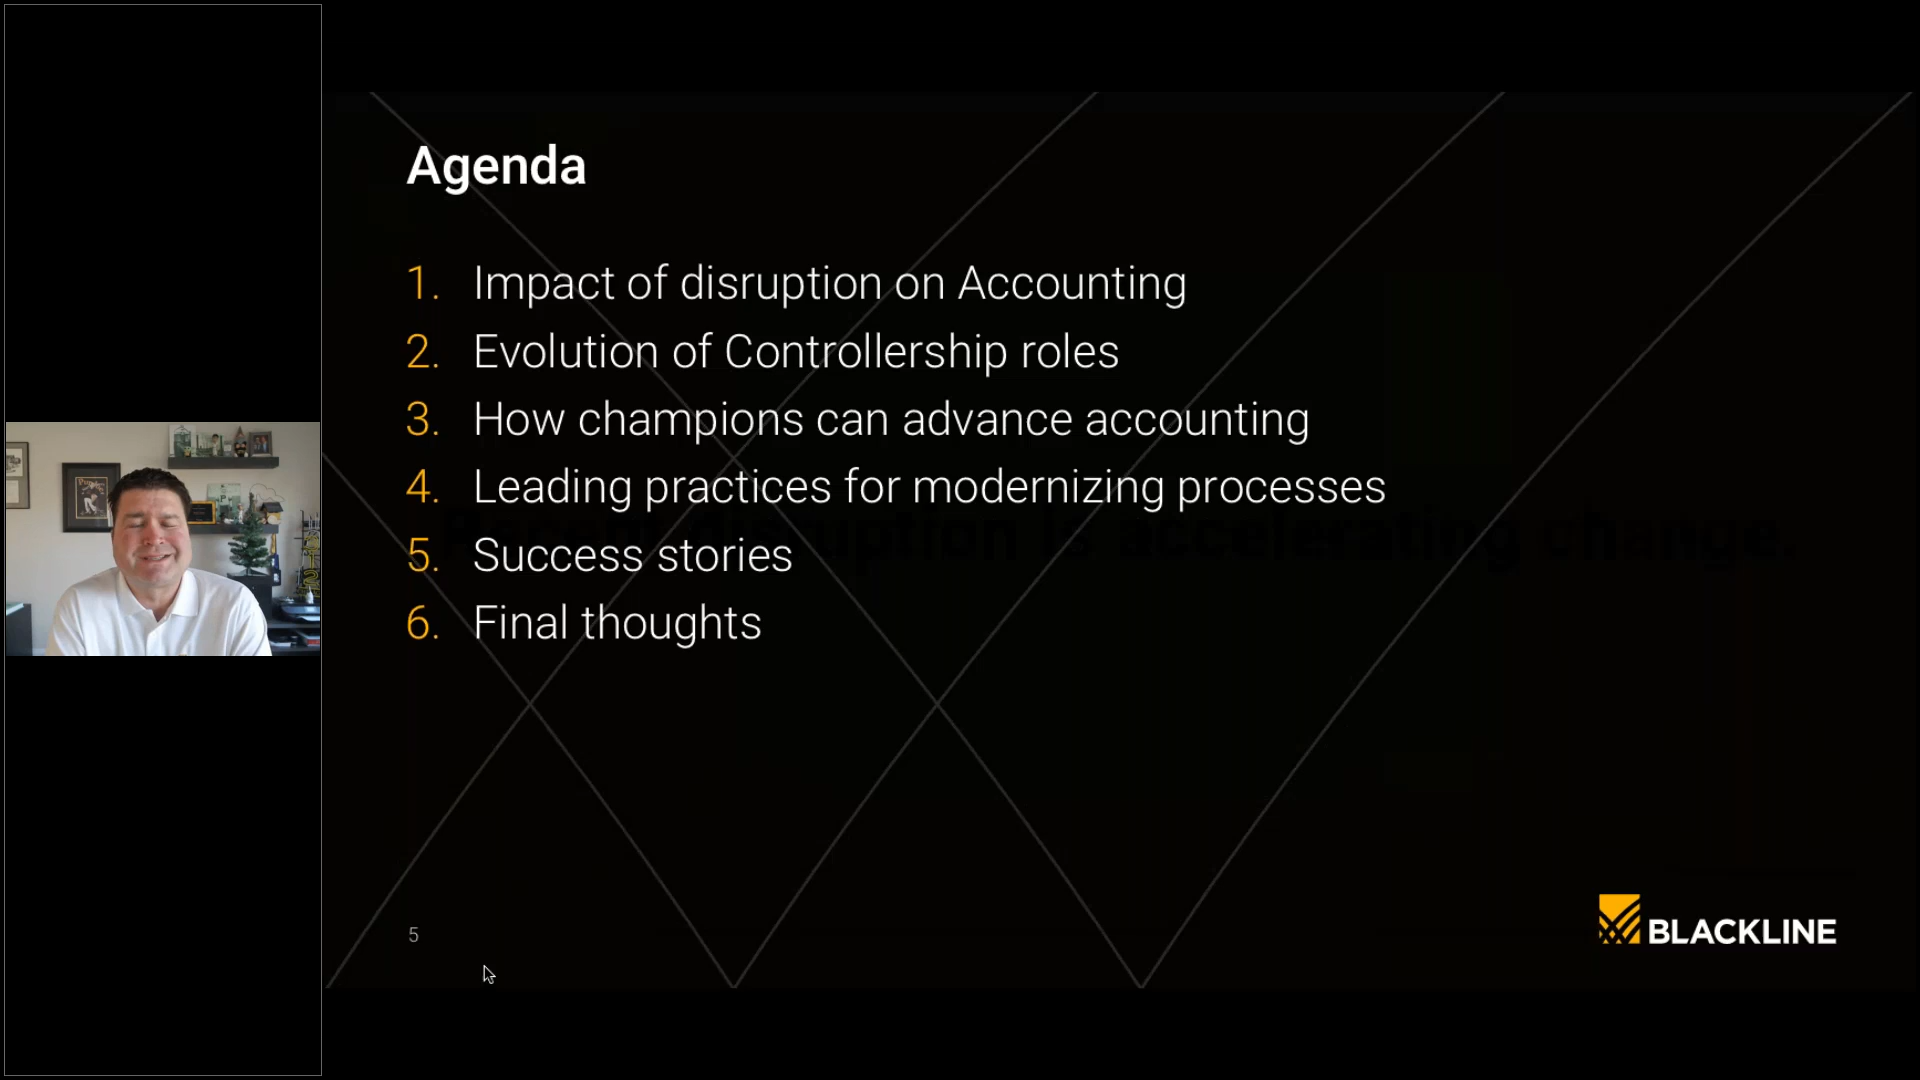 Agenda
1. Impact of disruption on Accounting
2. Evolution of Controllership roles
3. How champions can advance accounting
4. Leading practices for modernizing processes
5. Success stories
6. Final thoughts
5
BLACKLINE